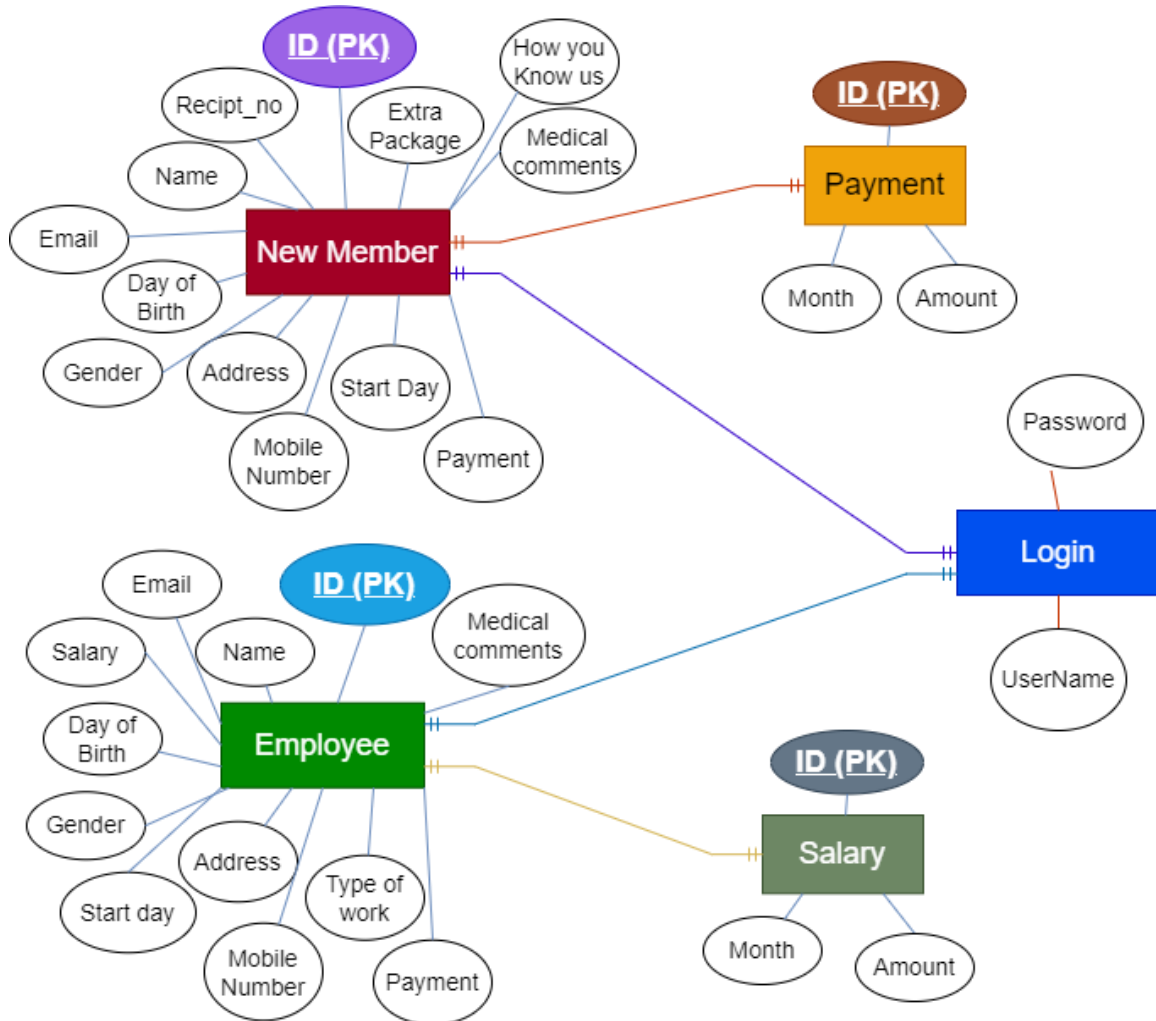 ID (PK)
How you
Know us
Recipt_no
Extra
Package
Medical
comments
Name
Email
New Member
Day of
Birth
Gender
Address
Start Day
Mobile
Number
Payment
ID (PK)
Payment
Month
Amount
Password
Login
UserName
Email
ID (PK)
Medical
comments
Salary
Name
Day of
Birth
Employee
Gender
Address
Type of
work
Start day
Mobile
Number
Payment
ID (PK)
Salary
Month
Amount